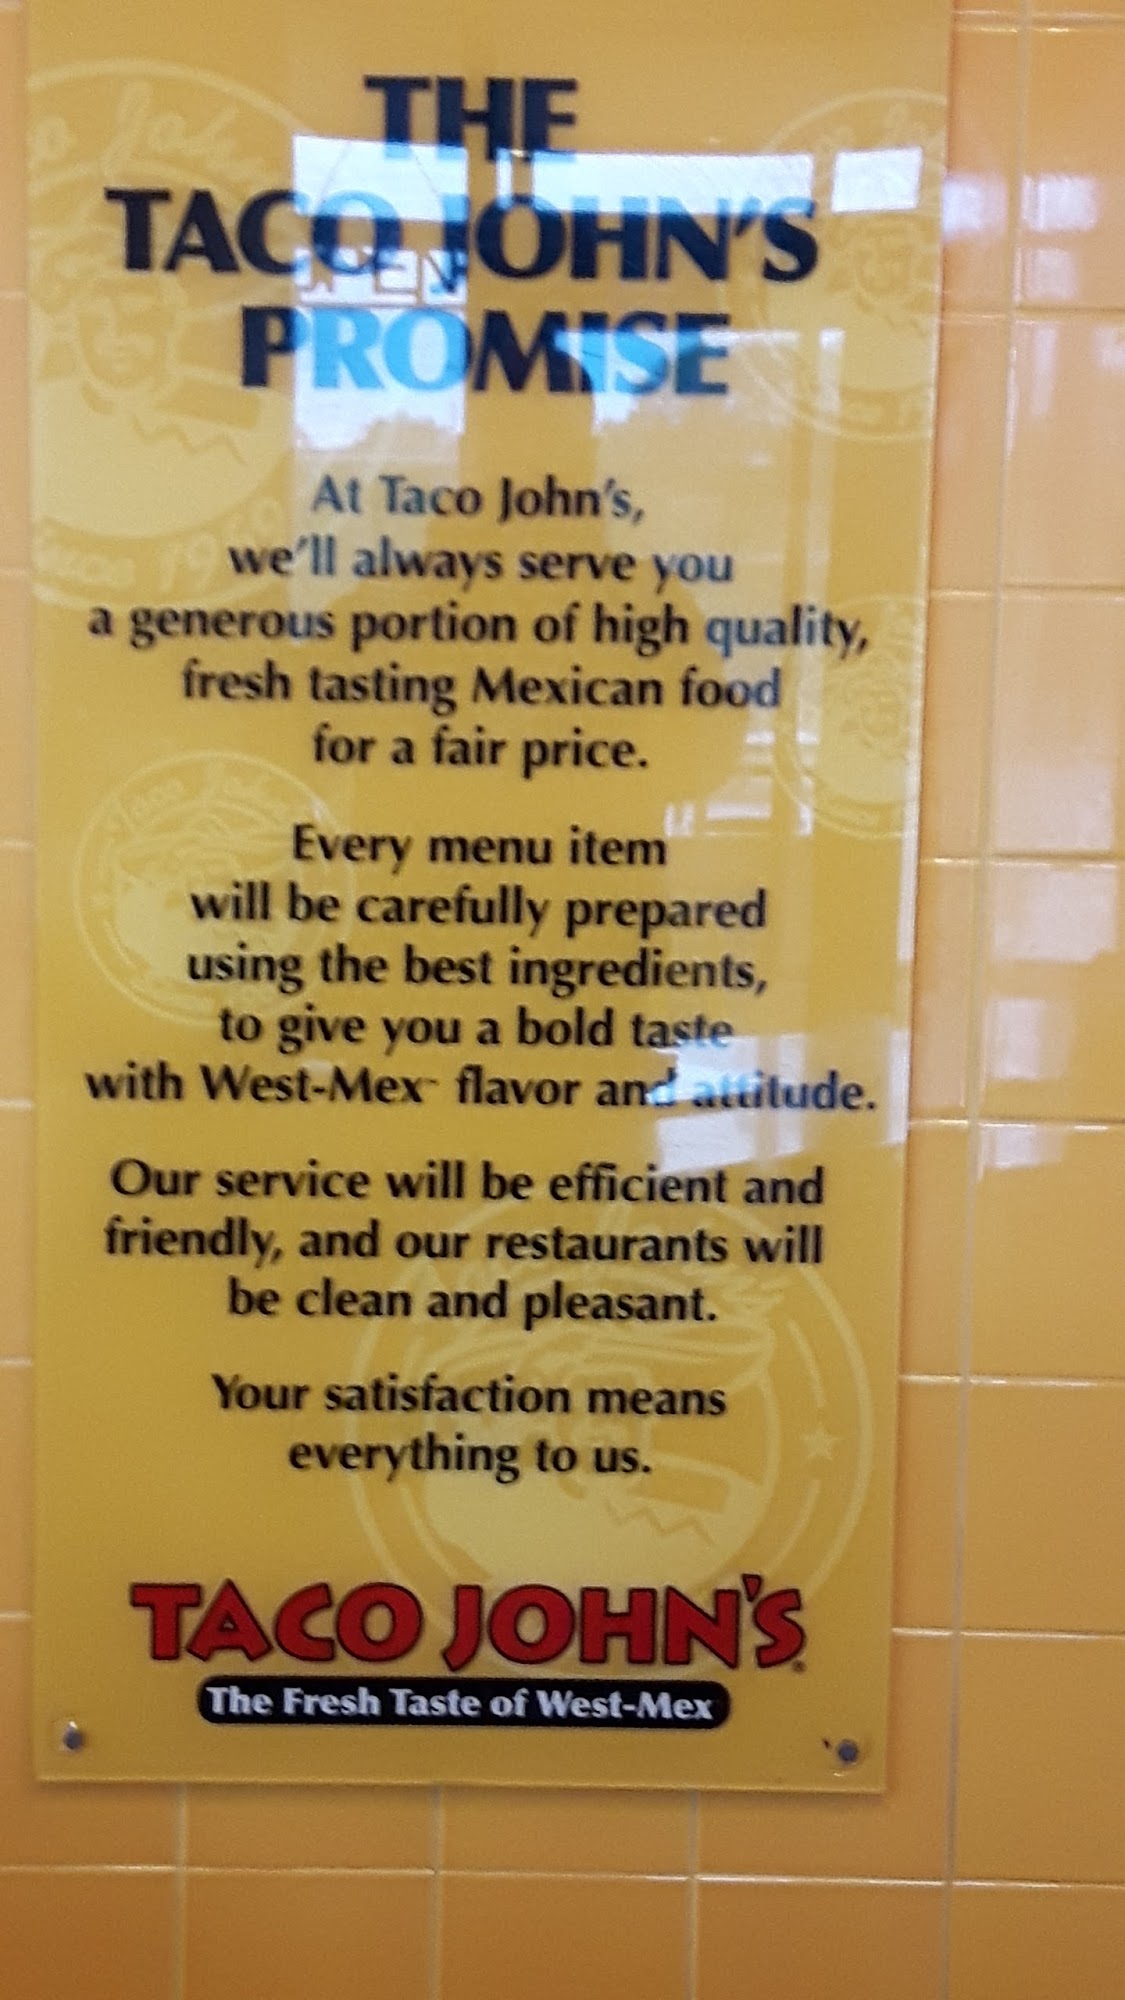 THE
TACO JOHN'S
PROMISE
At Taco John's,
we'll always serve you
a generous portion of high quality,
fresh tasting Mexican food
for a fair price.
Every menu item
will be carefully prepared
using the best ingredients,
to give you a bold taste
with West-Mex™ flavor and attitude.
Our service will be efficient and
friendly, and our restaurants will
be clean and pleasant.
Your satisfaction means
everything to us.
TACO JOHN'S®
The Fresh Taste of West-Mex